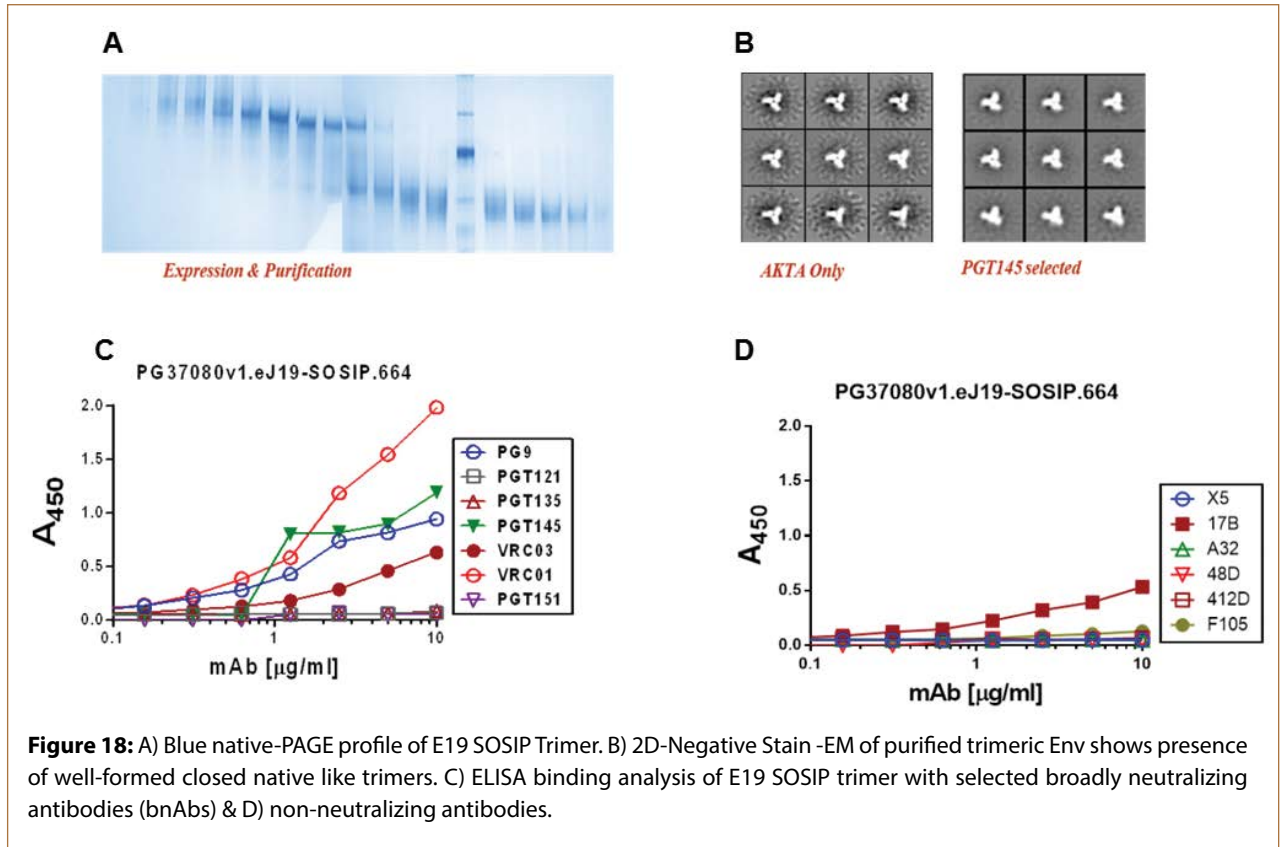 A
B
Expression & Purification
AKTA Only
PGT145 selected
C
PG37080v1.eJ19-SOSIP.664
2.0
1.5
1.0
0.5
0.0
A450
0.1
1
10
mAb [µg/ml]
PG9
PGT121
PGT135
PGT145
VRC03
VRC01
PGT151
D
PG37080v1.eJ19-SOSIP.664
2.0
1.5
1.0
0.5
0.0
A450
0.1
1
10
mAb [µg/ml]
X5
17B
A32
48D
412D
F105
Figure 18: A) Blue native-PAGE profile of E19 SOSIP Trimer. B) 2D-Negative Stain -EM of purified trimeric Env shows presence
of well-formed closed native like trimers. C) ELISA binding analysis of E19 SOSIP trimer with selected broadly neutralizing
antibodies (bnAbs) & D) non-neutralizing antibodies.